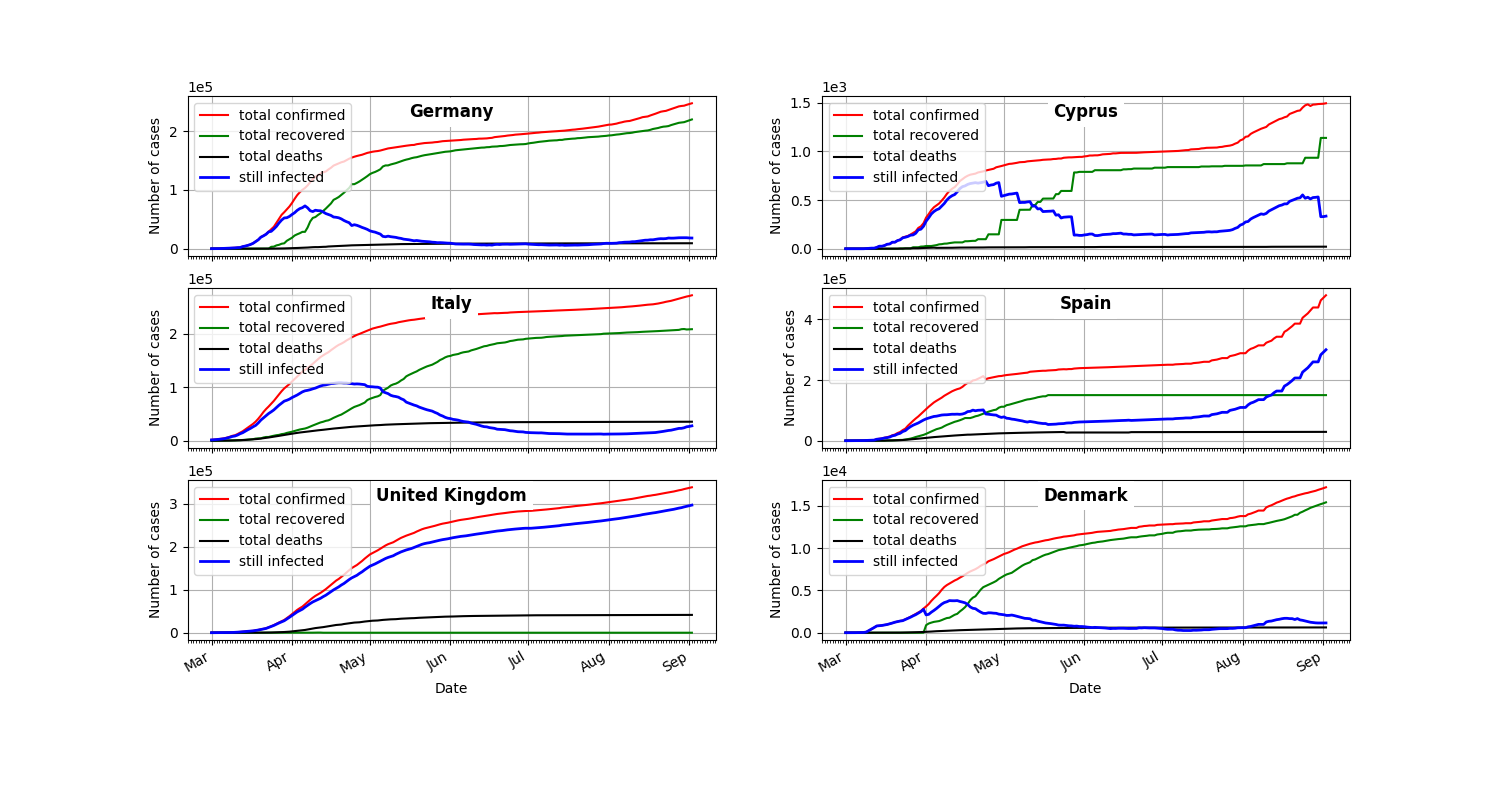 1e5
Germany
Number of cases
2
1
0
total confirmed
total recovered
total deaths
still infected
1e3
Cyprus
Number of cases
1.5
1.0
0.5
0.0
total confirmed
total recovered
total deaths
still infected
1e5
Italy
Number of cases
2
1
0
total confirmed
total recovered
total deaths
still infected
1e5
Spain
Number of cases
4
2
0
total confirmed
total recovered
total deaths
still infected
1e5
United Kingdom
Number of cases
3
2
1
0
total confirmed
total recovered
total deaths
still infected
Mar Apr May Jun Jul Aug Sep
Date
1e4
Denmark
Number of cases
1.5
1.0
0.5
0.0
total confirmed
total recovered
total deaths
still infected
Mar Apr May Jun Jul Aug Sep
Date